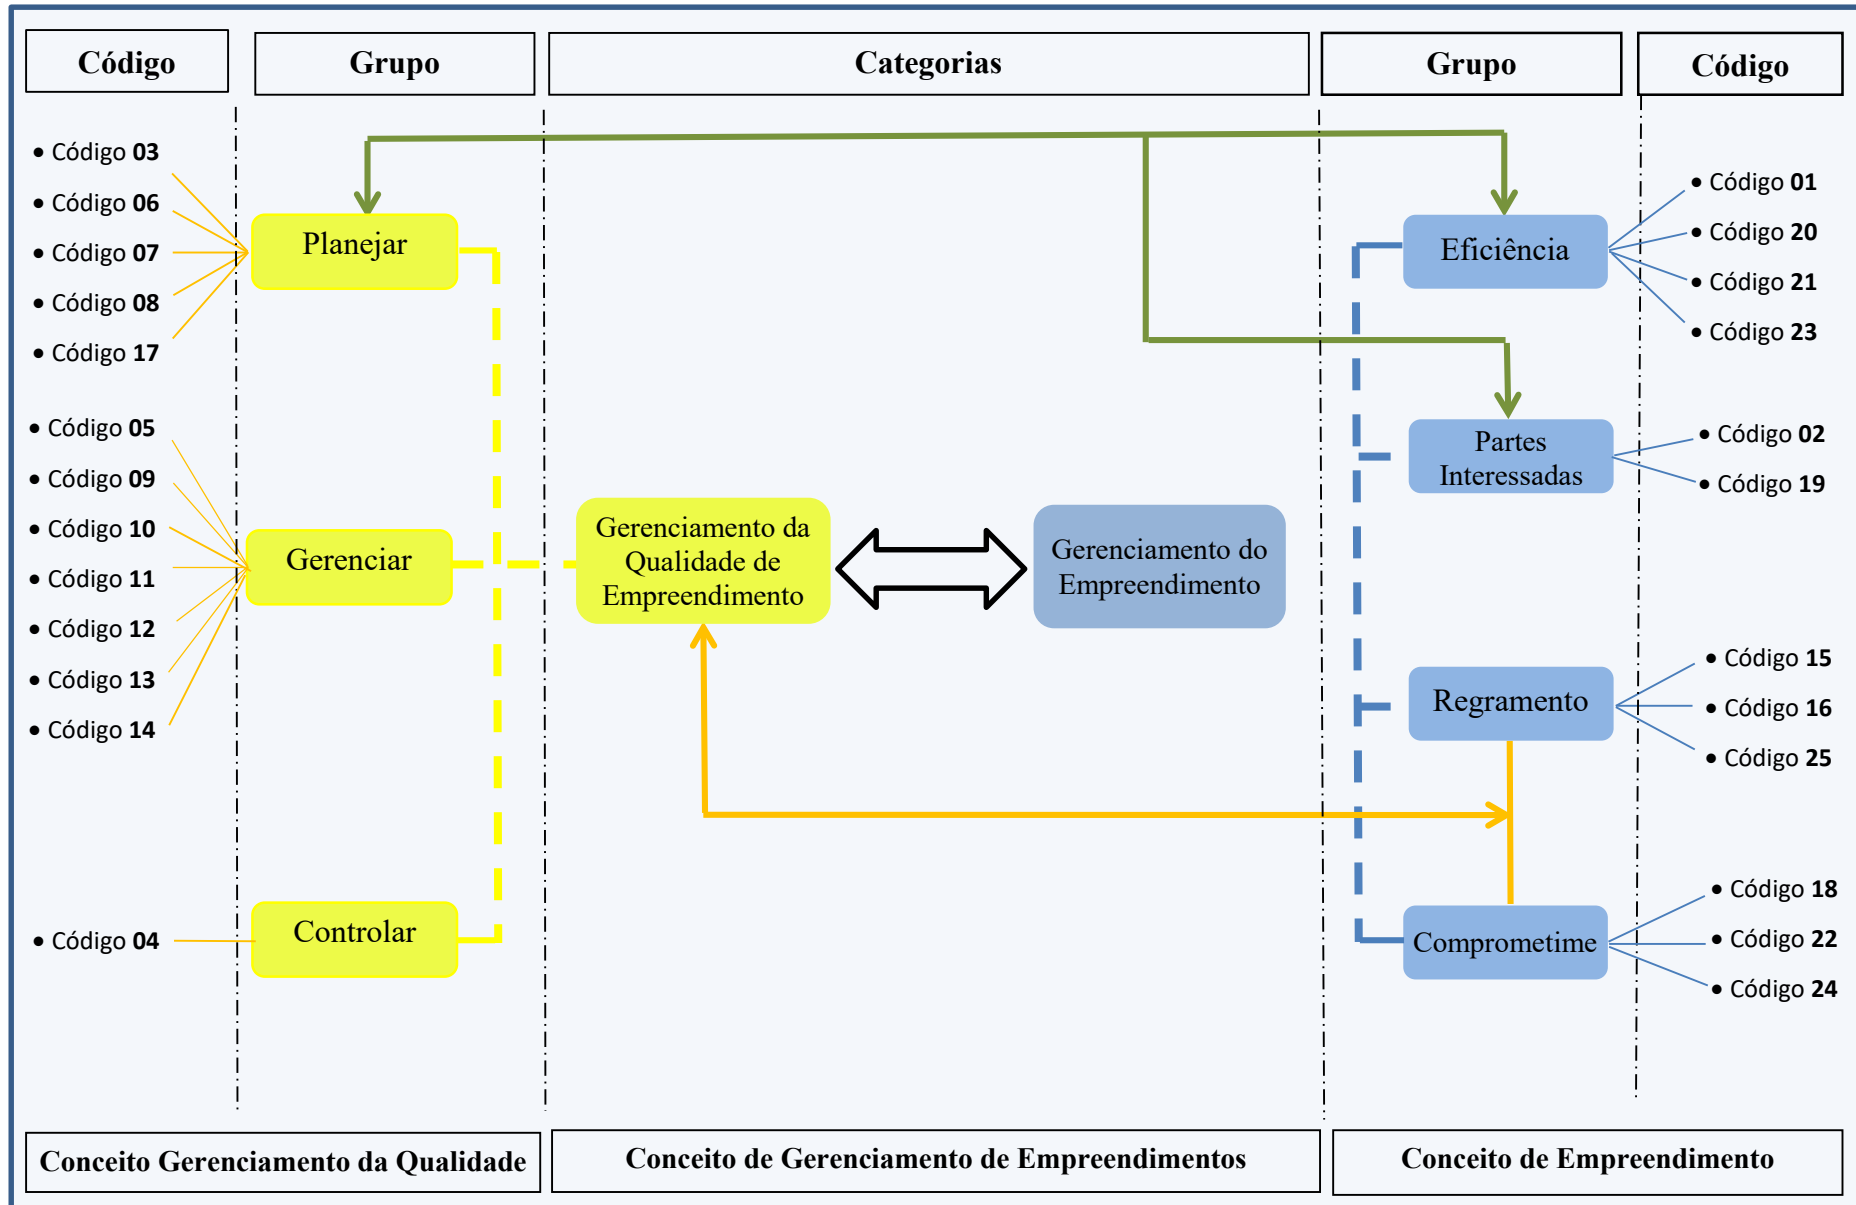 Código
Grupo
Categorias
Grupo
Código
• Código 03
• Código 06
• Código 07
• Código 08
• Código 17
Planejar
• Código 05
• Código 09
• Código 10
• Código 11
• Código 12
• Código 13
• Código 14
Gerenciar
• Código 04
Controlar
Gerenciamento da
Qualidade de
Empreendimento
Gerenciamento do
Empreendimento
Eficiência
• Código 01
• Código 20
• Código 21
• Código 23
Partes
Interessadas
• Código 02
• Código 19
Regramento
• Código 15
• Código 16
• Código 25
Comprometime
• Código 18
• Código 22
• Código 24
Conceito Gerenciamento da Qualidade
Conceito de Gerenciamento de Empreendimentos
Conceito de Empreendimento